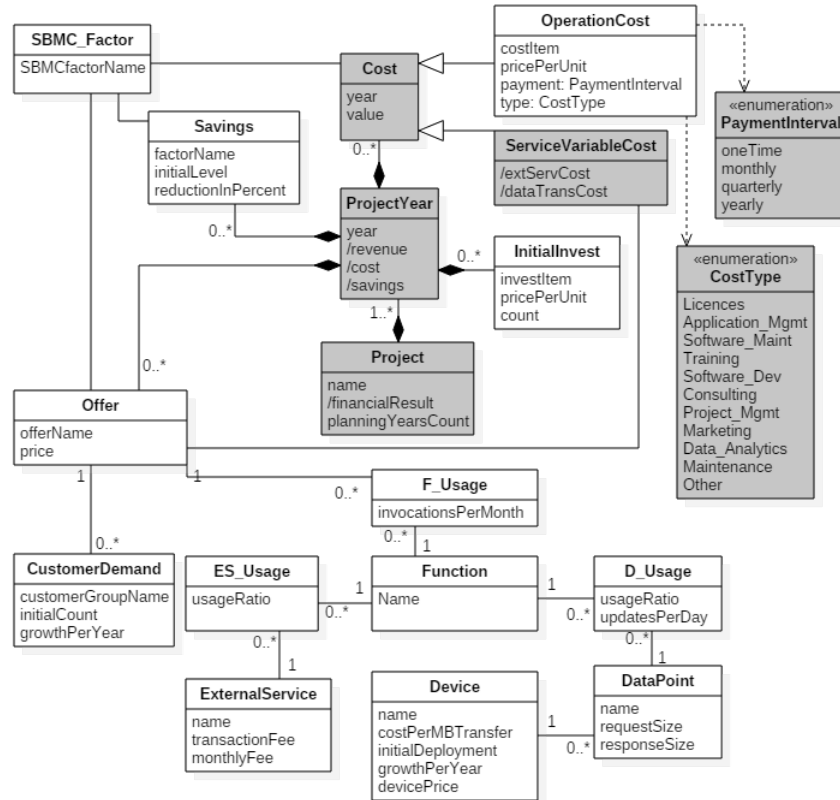 SBMC_Factor
SBMCfactorName
OperationCost
costItem
pricePerUnit
payment: PaymentInterval
type: CostType
Cost
year
value
0..*
«enumeration»
PaymentInterval
oneTime
monthly
quarterly
yearly
Savings
factorName
initialLevel
reductionInPercent
0..*
ServiceVariableCost
/extServCost
/dataTransCost
ProjectYear
year
/revenue
/cost
/savings
1..*
0..*
InitialInvest
investItem
pricePerUnit
count
«enumeration»
CostType
Licences
Application_Mgmt
Software_Maint
Training
Software_Dev
Consulting
Project_Mgmt
Marketing
Data_Analytics
Maintenance
Other
Project
name
/financialResult
planningYearsCount
0..*
Offer
offerName
price
1
1
0..*
F_Usage
invocationsPerMonth
0..*
1
0..*
CustomerDemand
customerGroupName
initialCount
growthPerYear
ES_Usage
usageRatio
0..*
1
0..*
1
Function
Name
1
0..*
D_Usage
usageRatio
updatesPerDay
0..*
1
ExternalService
name
transactionFee
monthlyFee
Device
name
costPerMBTransfer
initialDeployment
growthPerYear
devicePrice
1
0..*
DataPoint
name
requestSize
responseSize